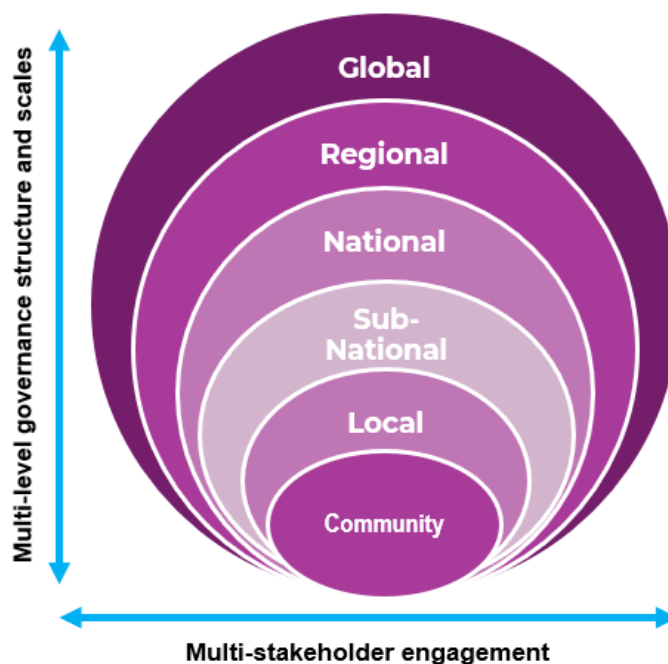 Multi-level governance structure and scales
Global
Regional
National
Sub-
National
Local
Community
Multi-stakeholder engagement